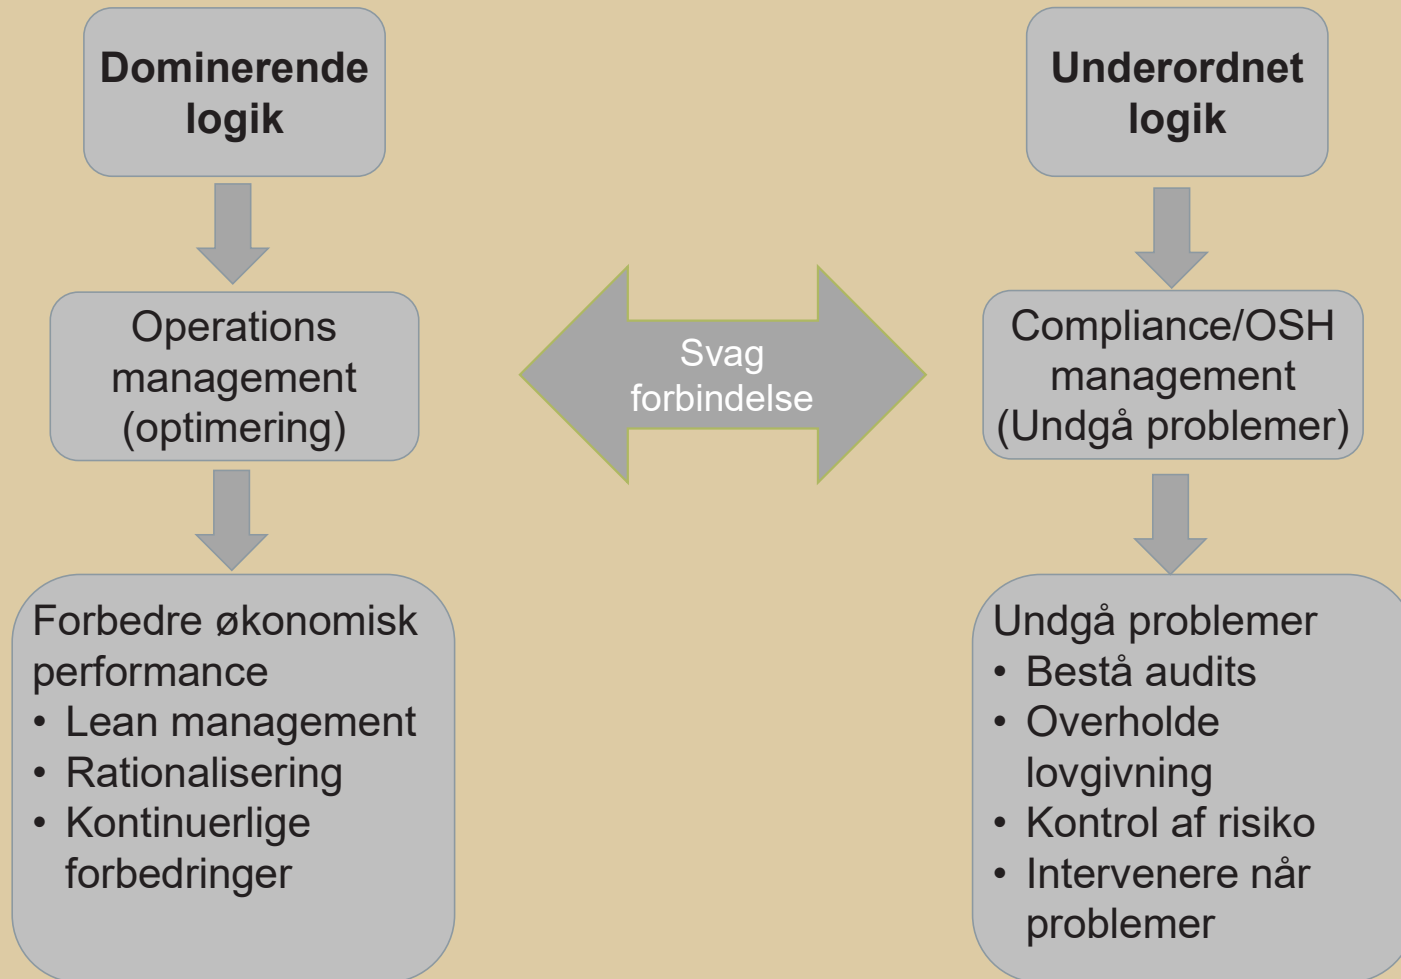 Dominerende
logik
Operations
management
(optimering)
Forbedre økonomisk
performance
• Lean management
• Rationalisering
• Kontinuerlige
forbedringer
Svag
forbindelse
Underordnet
logik
Compliance/OSH
management
(Undgå problemer)
Undgå problemer
• Bestå audits
• Overholde
lovgivning
• Kontrol af risiko
• Intervenere når
problemer